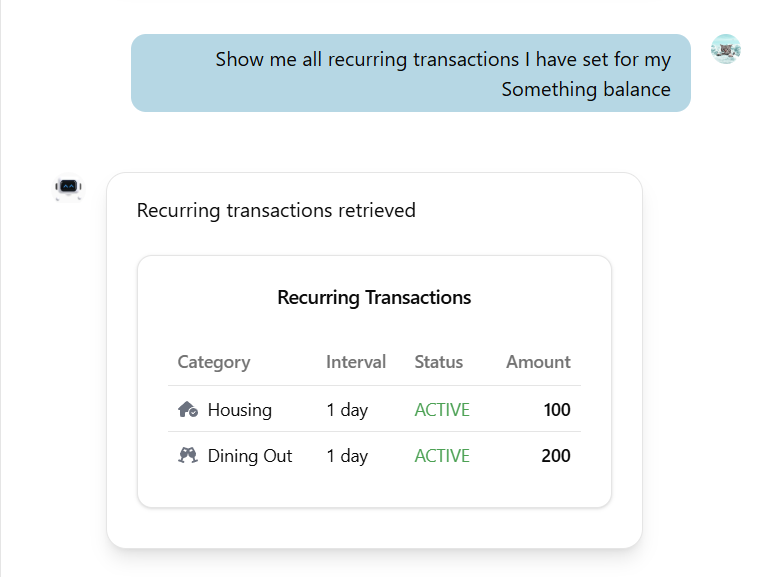 Show me all recurring transactions I have set for my
Something balance
Recurring transactions retrieved
Recurring Transactions
Category Interval Status Amount
Housing 1 day ACTIVE 100
Dining Out 1 day ACTIVE 200